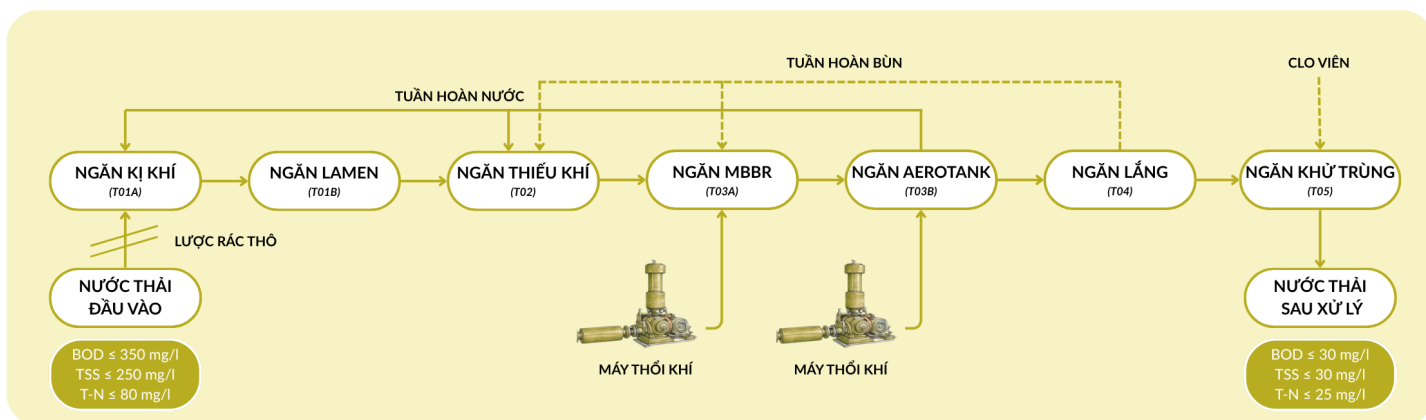 TUẦN HOÀN BÙN
CLO VIÊN
TUẦN HOÀN NƯỚC
NGĂN KỊ KHÍ
(T01A)
NGĂN LAMEN
(T01B)
NGĂN THIẾU KHÍ
(T02)
NGĂN MBBR
(T03A)
NGĂN AEROTANK
(T03B)
NGĂN LẮNG
(T04)
NGĂN KHỬ TRÙNG
(T05)
LƯỢC RÁC THÔ
NƯỚC THẢI
ĐẦU VÀO
BOD ≤ 350 mg/l
TSS ≤ 250 mg/l
T-N ≤ 80 mg/l
MÁY THỔI KHÍ
MÁY THỔI KHÍ
NƯỚC THẢI
SAU XỬ LÝ
BOD ≤ 30 mg/l
TSS ≤ 30 mg/l
T-N ≤ 25 mg/l